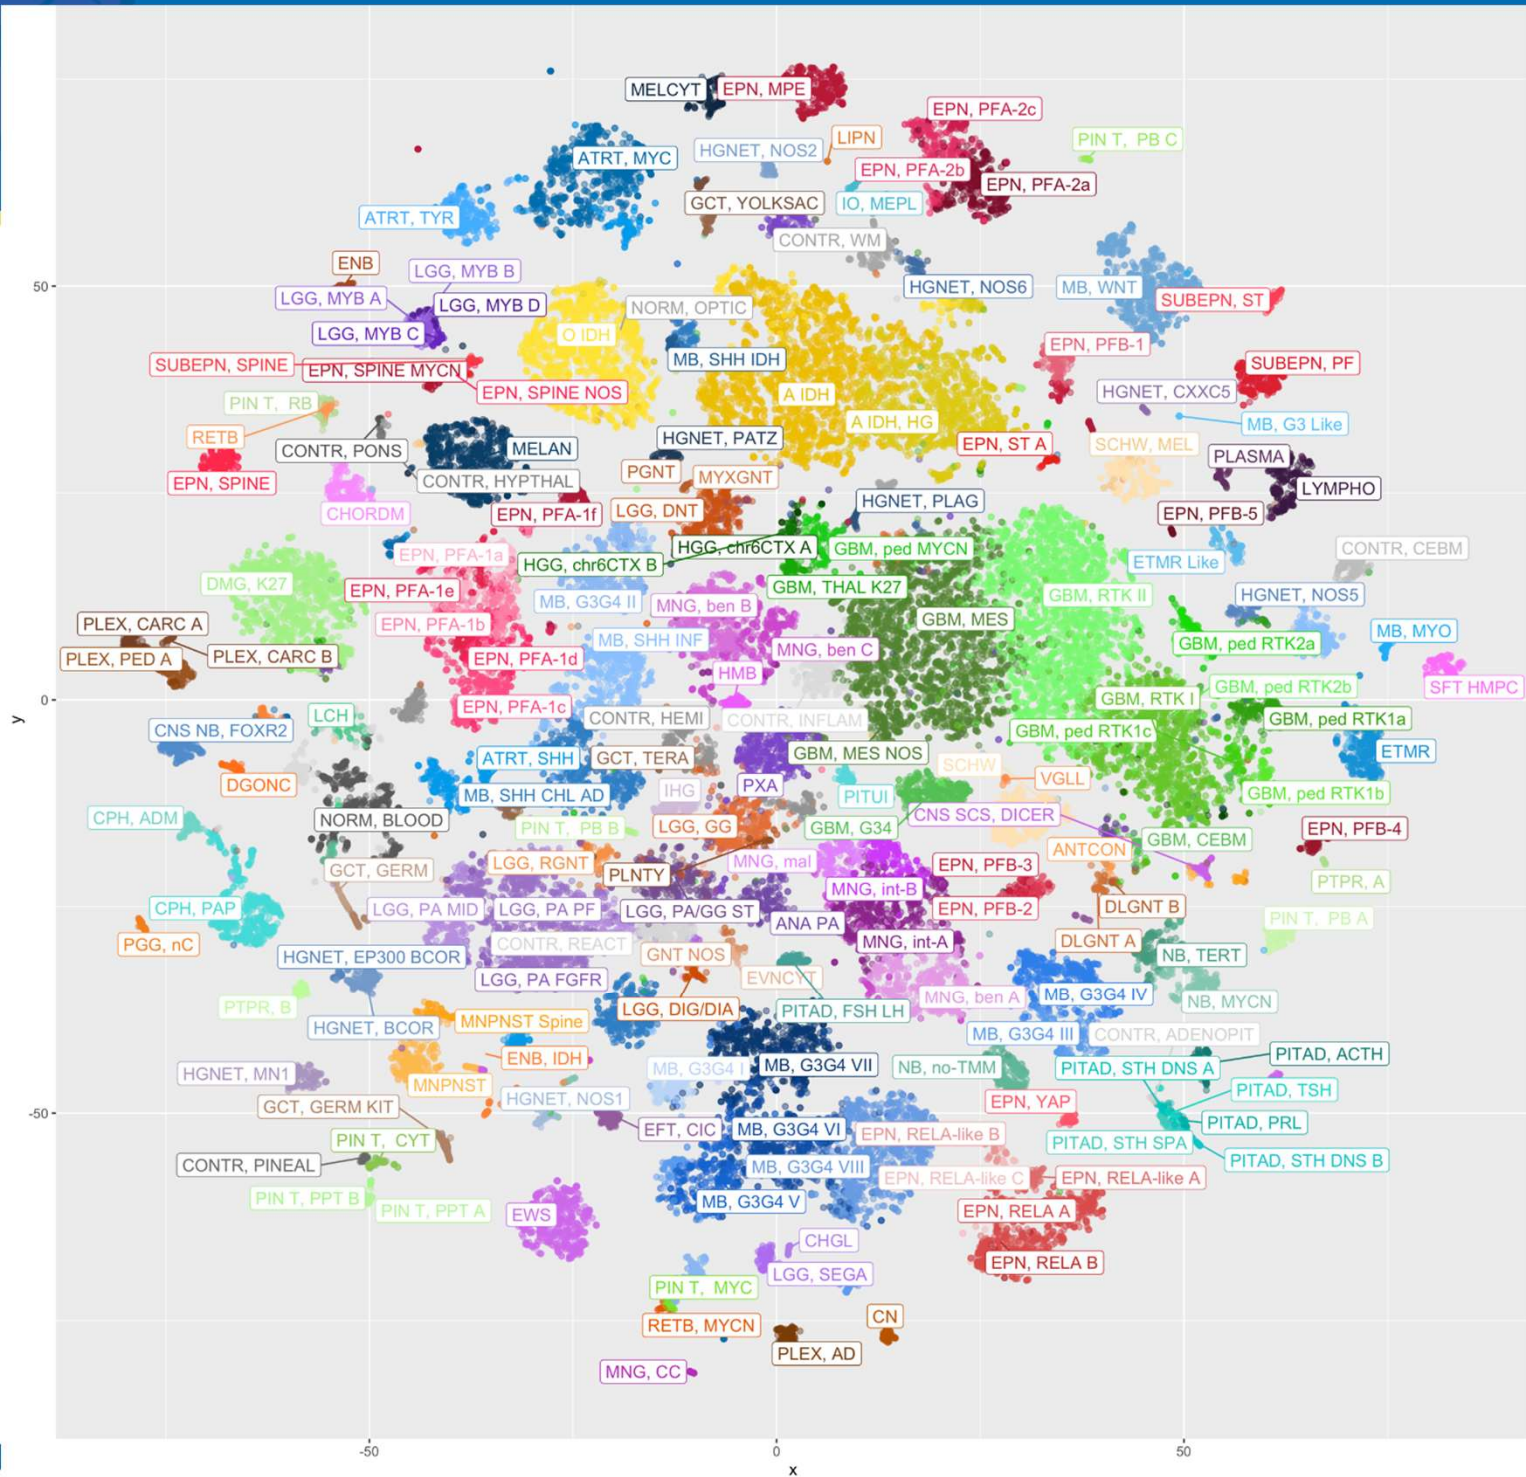 MELCYT
EPN, MPE
EPN, PFA-2c
LIPN
PIN T,  PB C
HGNET, NOS2
ATRT, MYC
EPN, PFA-2b
EPN, PFA-2a
GCT, YOLKSAC
IO, MEPL
ATRT, TYR
CONTR, WM
ENB
LGG, MYB B
HGNET, NOS6
MB, WNT
50
LGG, MYB A
LGG, MYB D
NORM, OPTIC
SUBEPN, ST
LGG, MYB C
O IDH
EPN, PFB-1
MB, SHH IDH
SUBEPN, SPINE
EPN, SPINE MYCN
SUBEPN, PF
EPN, SPINE NOS
A IDH
HGNET, CXXC5
PIN T,  RB
A IDH, HG
MB, G3 Like
RETB
HGNET, PATZ
EPN, ST A
SCHW, MEL
CONTR, PONS
MELAN
PLASMA
EPN, SPINE
CONTR, HYPTHAL
PGNT
MYXGNT
LYMPHO
CHORDM
EPN, PFA-1f
LGG, DNT
HGNET, PLAG
EPN, PFB-5
EPN, PFA-1a
HGG, chr6CTX A
GBM, ped MYCN
CONTR, CEBM
HGG, chr6CTX B
ETMR Like
DMG, K27
EPN, PFA-1e
MB, G3G4 II
MNG, ben B
GBM, THAL K27
GBM, RTK II
HGNET, NOS5
PLEX, CARC A
EPN, PFA-1b
MB, SHH INF
GBM, MES
MB, MYO
PLEX, PED A
PLEX, CARC B
EPN, PFA-1d
MNG, ben C
GBM, ped RTK2a
HMB
GBM, ped RTK2b
SFT HMPC
0
y
LCH
EPN, PFA-1c
CONTR, HEMI
CONTR, INFLAM
GBM, RTK I
GBM, ped RTK1a
CNS NB, FOXR2
GBM, ped RTK1c
ATRT, SHH
GCT, TERA
GBM, MES NOS
ETMR
DGONC
MB, SHH CHL AD
IHG
PXA
PITUI
SCHW
VGLL
GBM, ped RTK1b
CPH, ADM
NORM, BLOOD
PIN T,  PB B
LGG, GG
GBM, G34
CNS SCS, DICER
EPN, PFB-4
GCT, GERM
LGG, RGNT
PLNTY
MNG, mal
EPN, PFB-3
ANTCON
GBM, CEBM
PTPR, A
CPH, PAP
LGG, PA MID
LGG, PA PF
LGG, PA/GG ST
MNG, int-B
EPN, PFB-2
DLGNT B
PGG, nC
CONTR, REACT
ANA PA
MNG, int-A
DLGNT A
PIN T,  PB A
HGNET, EP300 BCOR
GNT NOS
NB, TERT
LGG, PA FGFR
EVNCYT
PTPR, B
HGNET, BCOR
LGG, DIG/DIA
PITAD, FSH LH
MNG, ben A
MB, G3G4 IV
NB, MYCN
MNPNST Spine
MB, G3G4 III
CONTR, ADENOPIT
HGNET, MN1
ENB, IDH
MB, G3G4 I
MB, G3G4 VII
NB, no-TMM
PITAD, STH DNS A
PITAD, ACTH
MNPNST
PITAD, TSH
GCT, GERM KIT
HGNET, NOS1
EPN, YAP
-50
PIN T,  CYT
EFT, CIC
MB, G3G4 VI
EPN, RELA-like B
PITAD, STH SPA
PITAD, PRL
CONTR, PINEAL
MB, G3G4 VIII
EPN, RELA-like C
EPN, RELA-like A
PITAD, STH DNS B
PIN T, PPT B
PIN T, PPT A
EWS
MB, G3G4 V
EPN, RELA A
CHGL
EPN, RELA B
PIN T,  MYC
LGG, SEGA
RETB, MYCN
CN
PLEX, AD
MNG, CC
-50
0
50
x